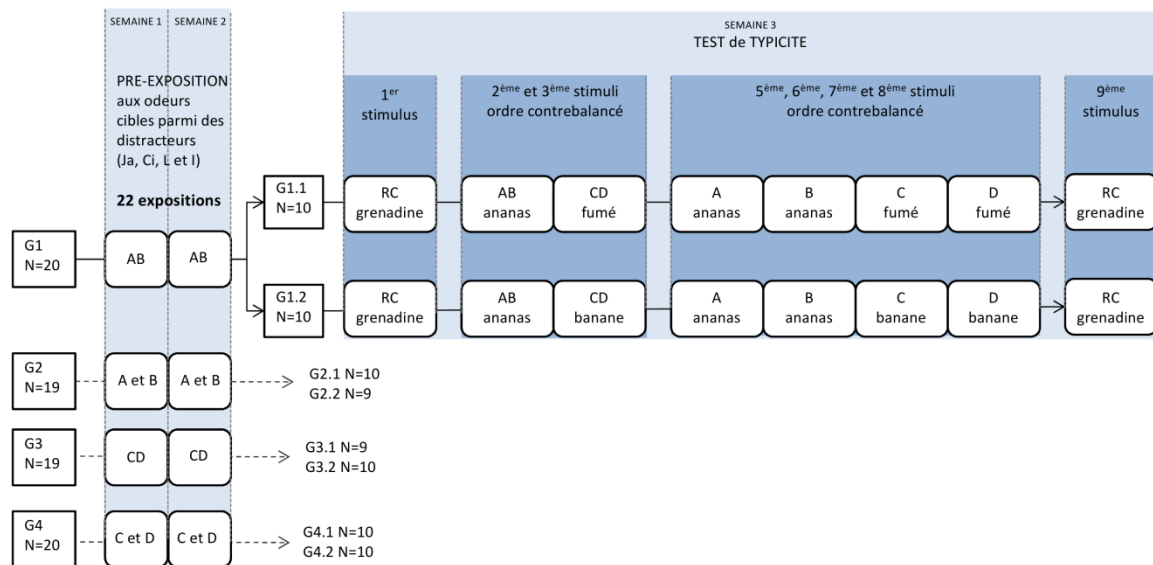 SEMAINE 1 SEMAINE 2
SEMAINE 3
TEST de TYPICITE
PRE-EXPOSITION
aux odeurs
cibles parmi des
distracteurs
(Ja, Ci, L et I)
22 expositions
1er
stimulus
2ème et 3ème stimuli
ordre contrebalancé
5ème, 6ème, 7ème et 8ème stimuli
ordre contrebalancé
9ème
stimulus
G1
N=20
AB
AB
G1.1
N=10
RC
grenadine
AB
ananas
CD
fumé
A
ananas
B
ananas
C
fumé
D
fumé
RC
grenadine
G1.2
N=10
RC
grenadine
AB
ananas
CD
banane
A
ananas
B
ananas
C
banane
D
banane
RC
grenadine
G2
N=19
A et B
A et B
G2.1 N=10
G2.2 N=9
G3
N=19
CD
CD
G3.1 N=9
G3.2 N=10
G4
N=20
C et D
C et D
G4.1 N=10
G4.2 N=10